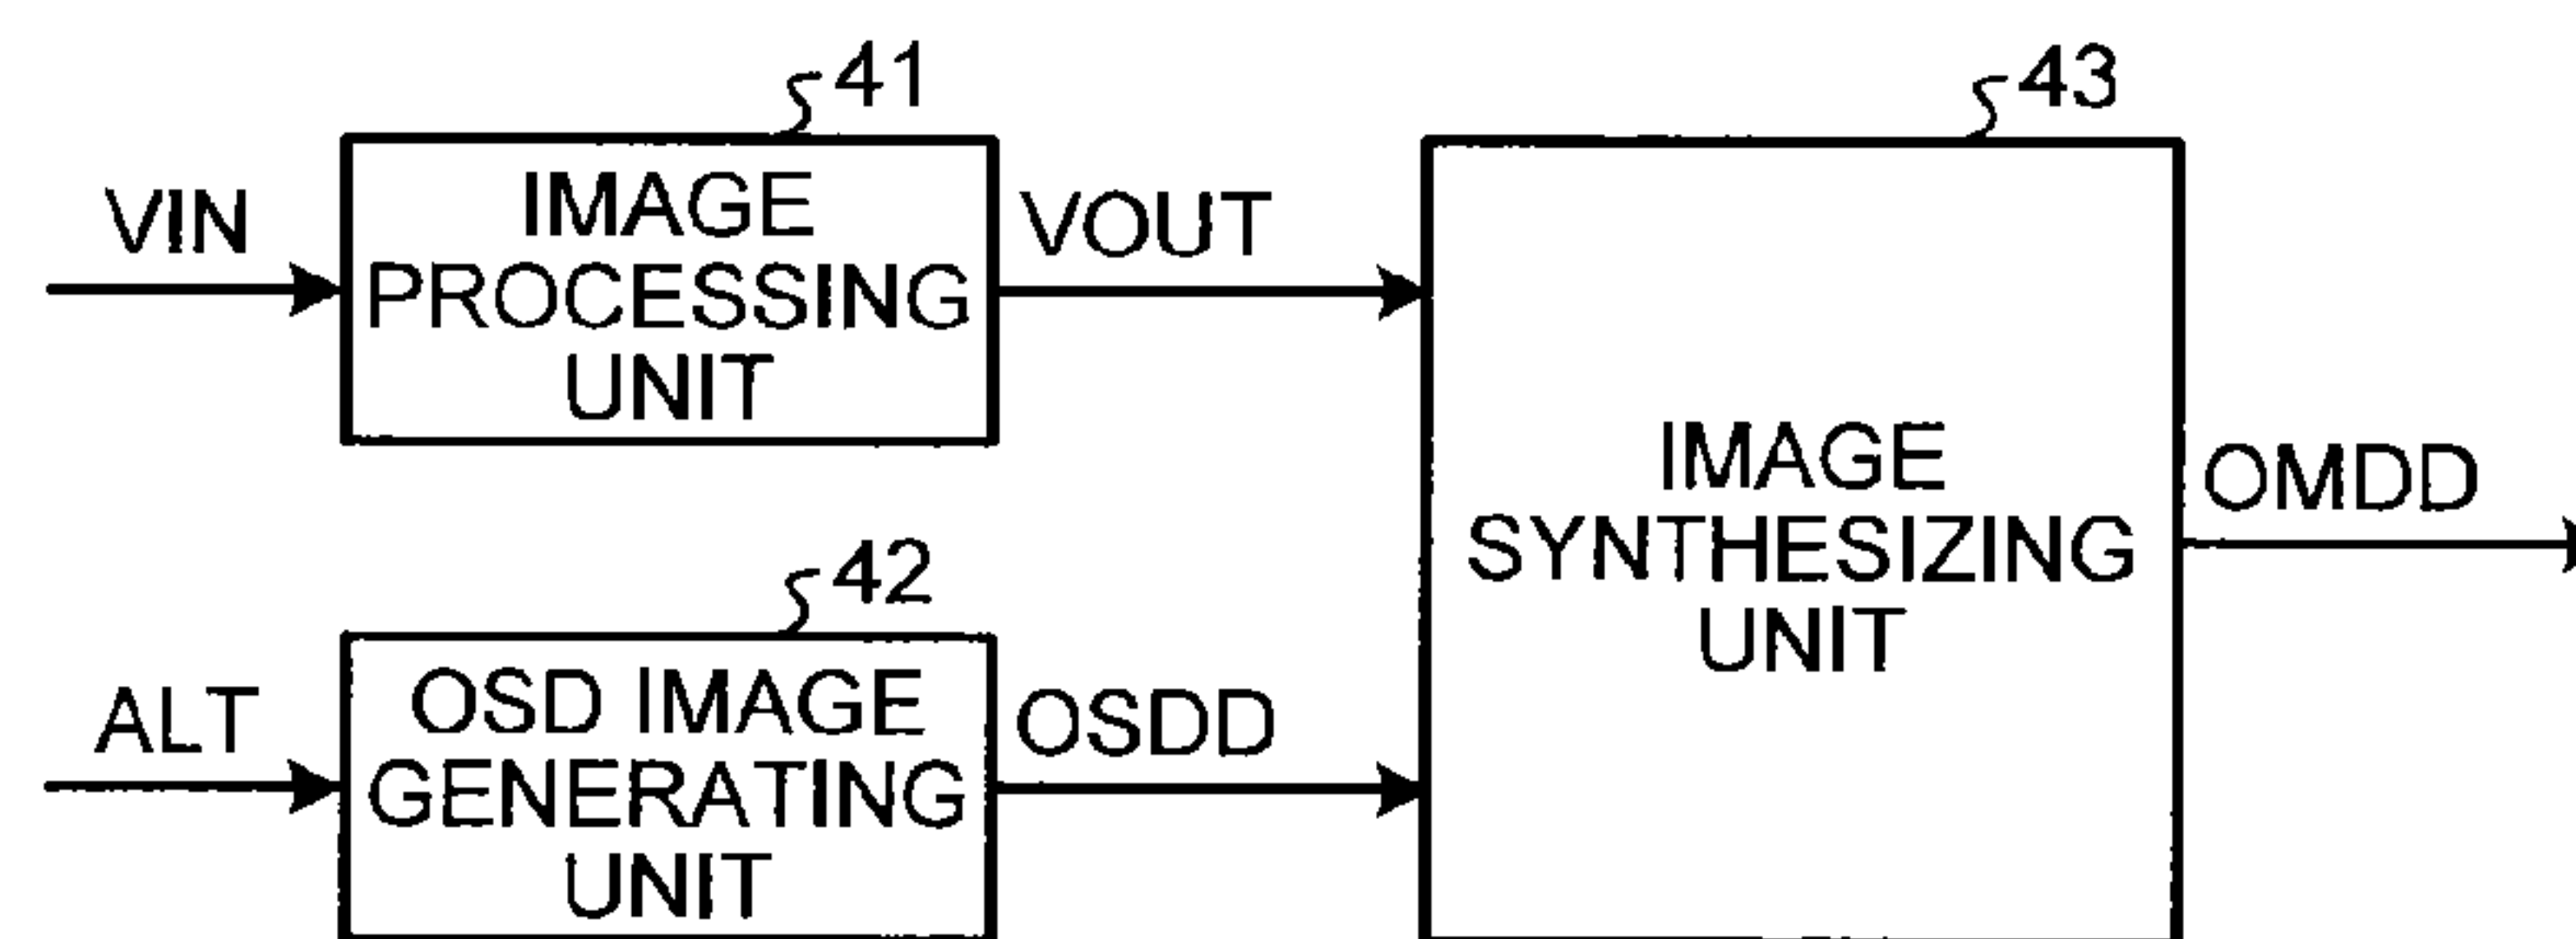 41
43
VIN
IMAGE
PROCESSING
UNIT
VOUT
IMAGE
SYNTHESIZING
UNIT
OMDD
42
ALT
OSD IMAGE
GENERATING
UNIT
OSDD